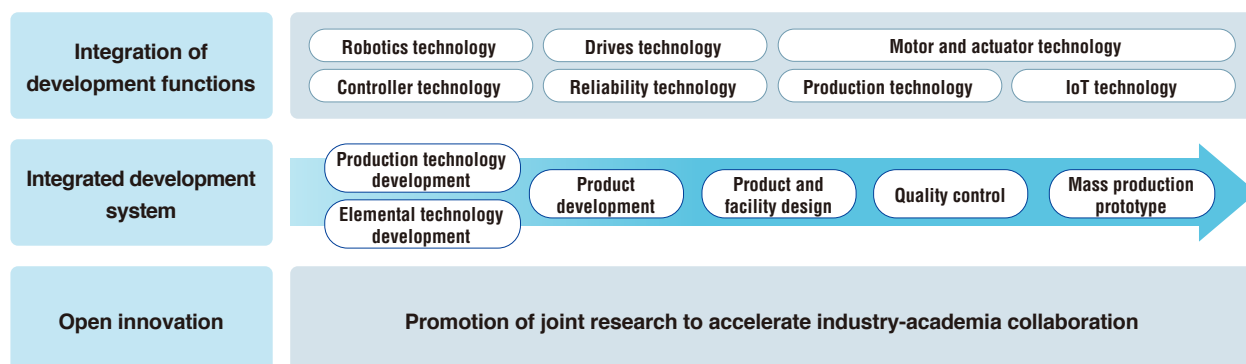 Integration of
development functions
Robotics technology
Drives technology
Motor and actuator technology
Controller technology
Reliability technology
Production technology
IoT technology
Integrated development
system
Production technology
development
Elemental technology
development
Product
development
Product and
facility design
Quality control
Mass production
prototype
Open innovation
Promotion of joint research to accelerate industry-academia collaboration